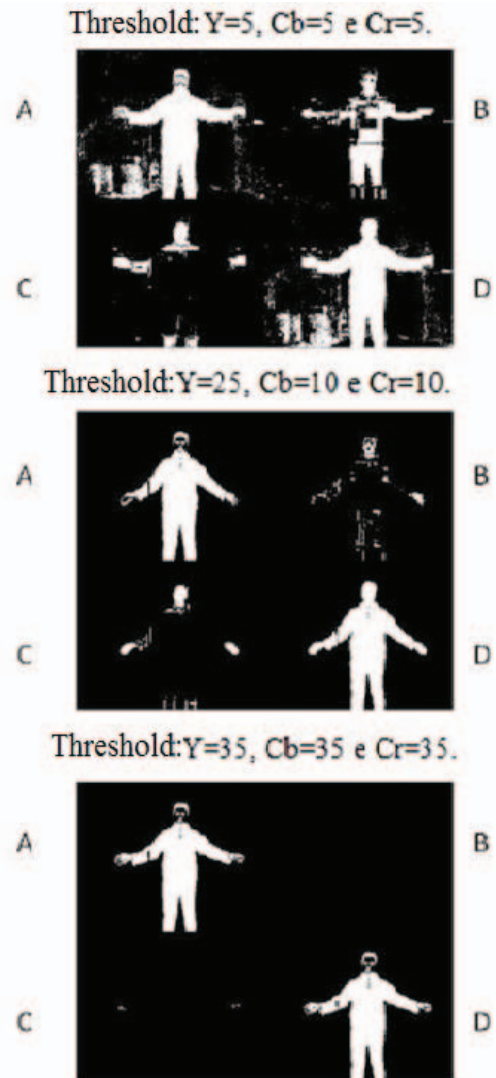 Threshold: Y=5, Cb=5 e Cr=5.
A B
C D
Threshold:Y=25, Cb=10 e Cr=10.
A B
C D
Threshold:Y=35, Cb=35 e Cr=35.
A B
C D